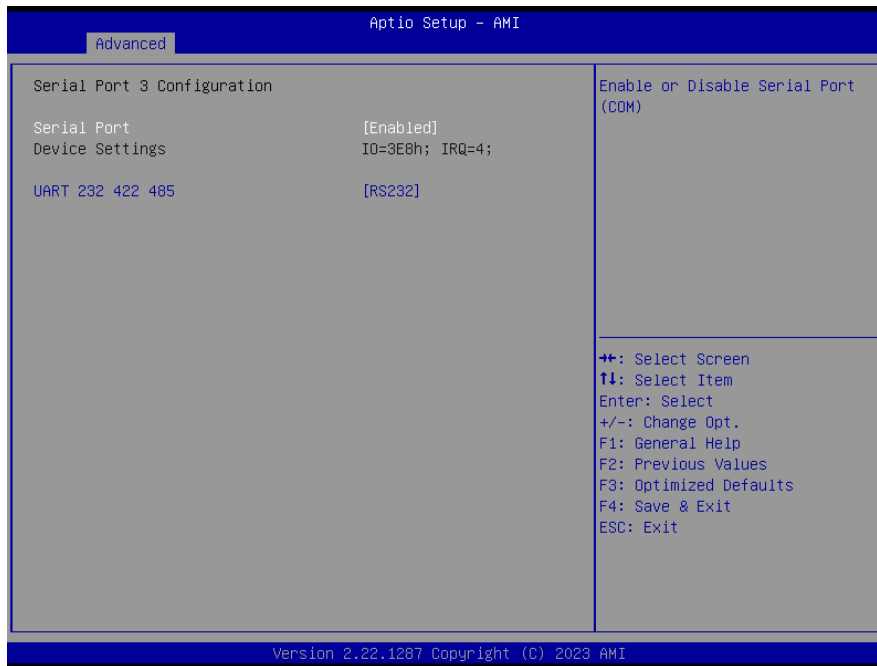 Aptio Setup – AMI
Advanced
Serial Port 3 Configuration
Serial Port [Enabled]
Device Settings IO=3E8h; IRQ=4;
UART 232 422 485 [RS232]
Enable or Disable Serial Port
(COM)
→←: Select Screen
↑↓: Select Item
Enter: Select
+/-: Change Opt.
F1: General Help
F2: Previous Values
F3: Optimized Defaults
F4: Save & Exit
ESC: Exit
Version 2.22.1287 Copyright (C) 2023 AMI